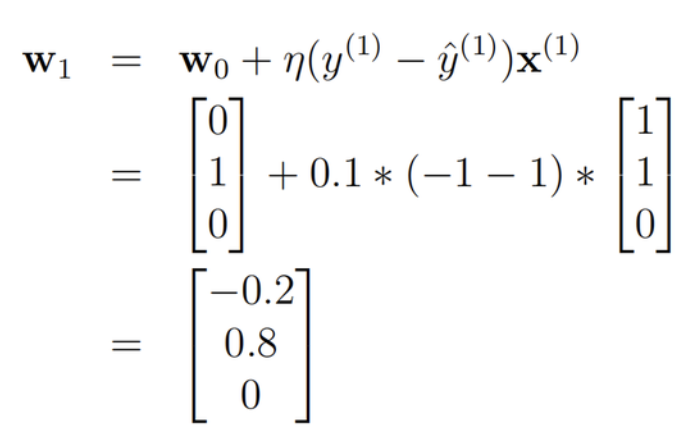 w₁ = w₀ + η(y⁽¹⁾ − ŷ⁽¹⁾)x⁽¹⁾
= [0 1 0] + 0.1 ∗ (−1 − 1) ∗ [1 1 0]
= [−0.2 0.8 0]